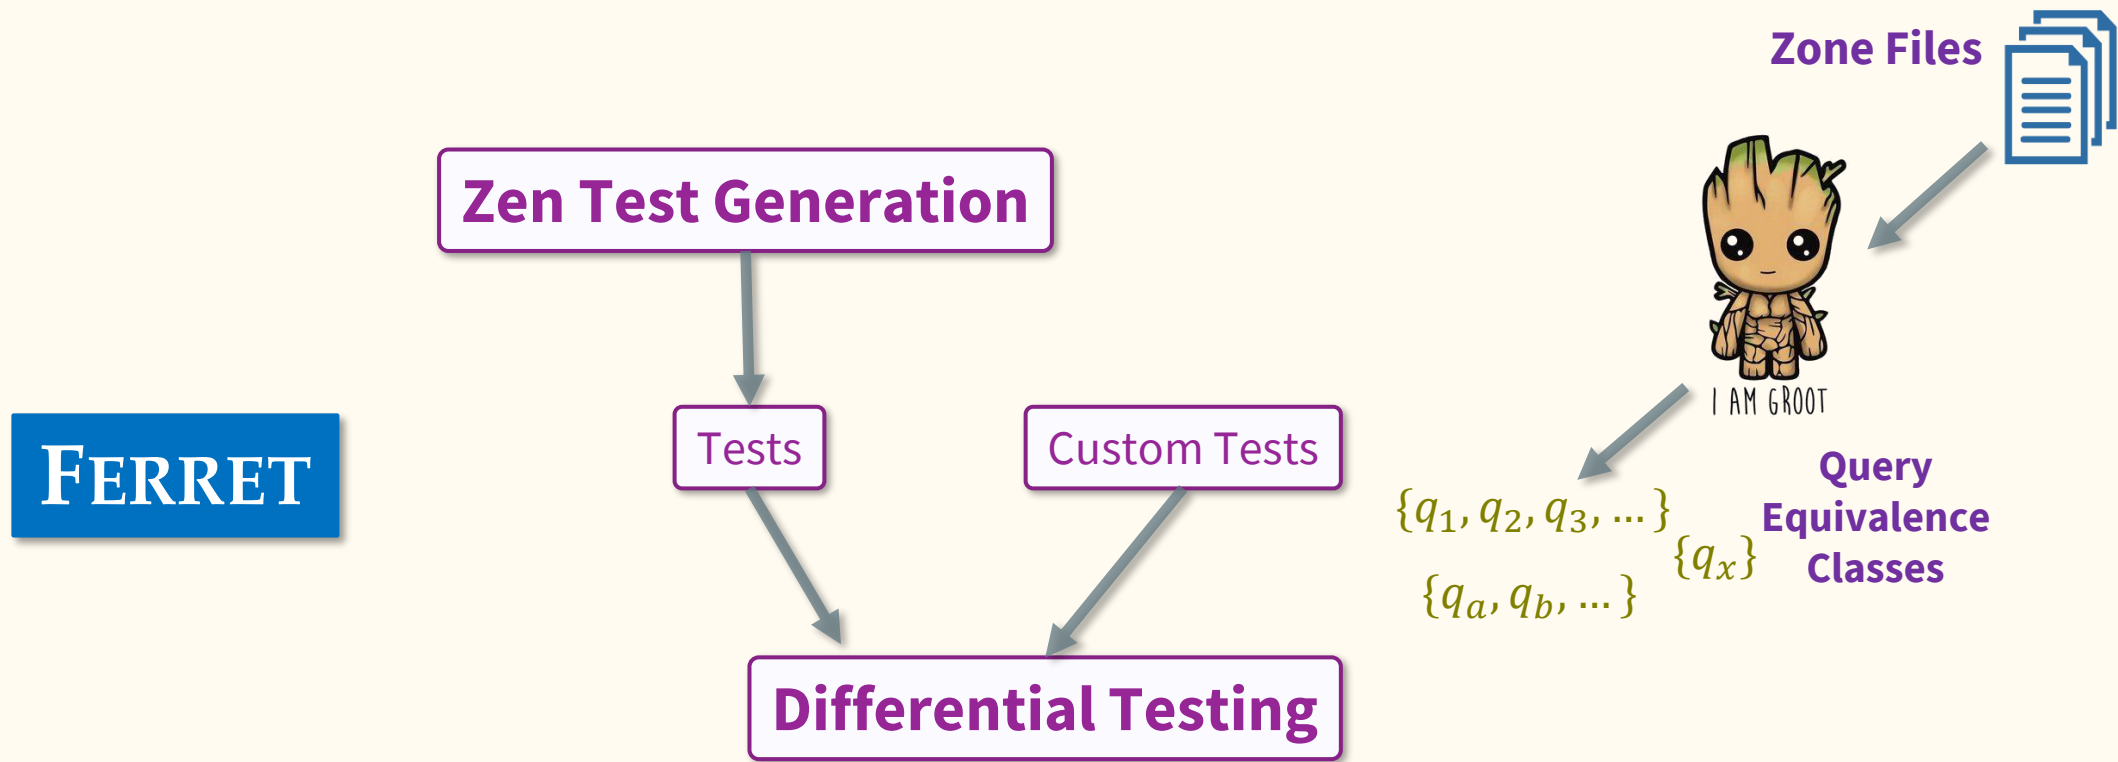 Zone Files
Zen Test Generation
I AM GROOT
FERRET
Tests
Custom Tests
{q₁, q₂, q₃, ...}
{qₓ}
{qₐ, q_b, ...}
Query
Equivalence
Classes
Differential Testing